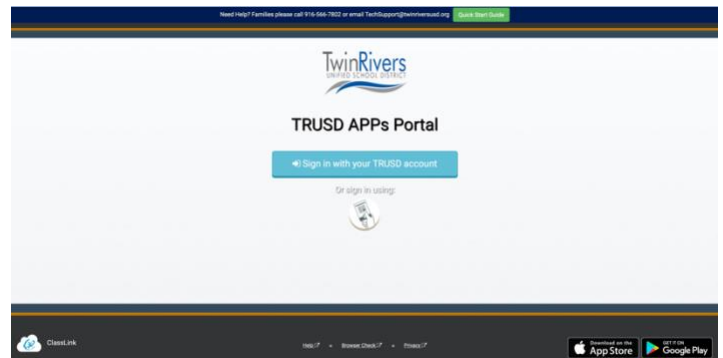 Need Help? Families please call 916-566-7802 or email TechSupport@twinriversusd.org Quick Start Guide
TwinRivers
UNIFIED SCHOOL DISTRICT
TRUSD APPs Portal
Sign in with your TRUSD account
Or sign in using:
ClassLink
Help • Browser Check • Privacy
Download on the App Store
GET IT ON Google Play